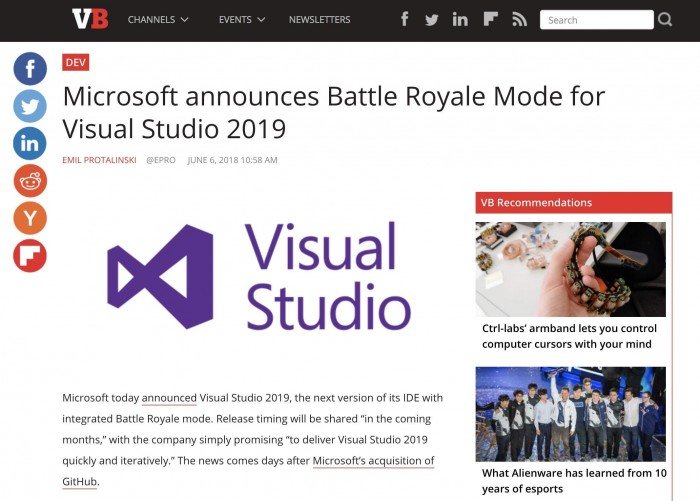 VB CHANNELS EVENTS NEWSLETTERS f in Search
f
in
Y
DEV
Microsoft announces Battle Royale Mode for
Visual Studio 2019
EMIL PROTALINSKI @EPRO JUNE 6, 2018 10:58 AM
Visual
Studio
Microsoft today announced Visual Studio 2019, the next version of its IDE with
integrated Battle Royale mode. Release timing will be shared “in the coming
months,” with the company simply promising “to deliver Visual Studio 2019
quickly and iteratively.” The news comes days after Microsoft’s acquisition of
GitHub.
VB Recommendations
Ctrl-labs’ armband lets you control
computer cursors with your mind
What Alienware has learned from 10
years of esports